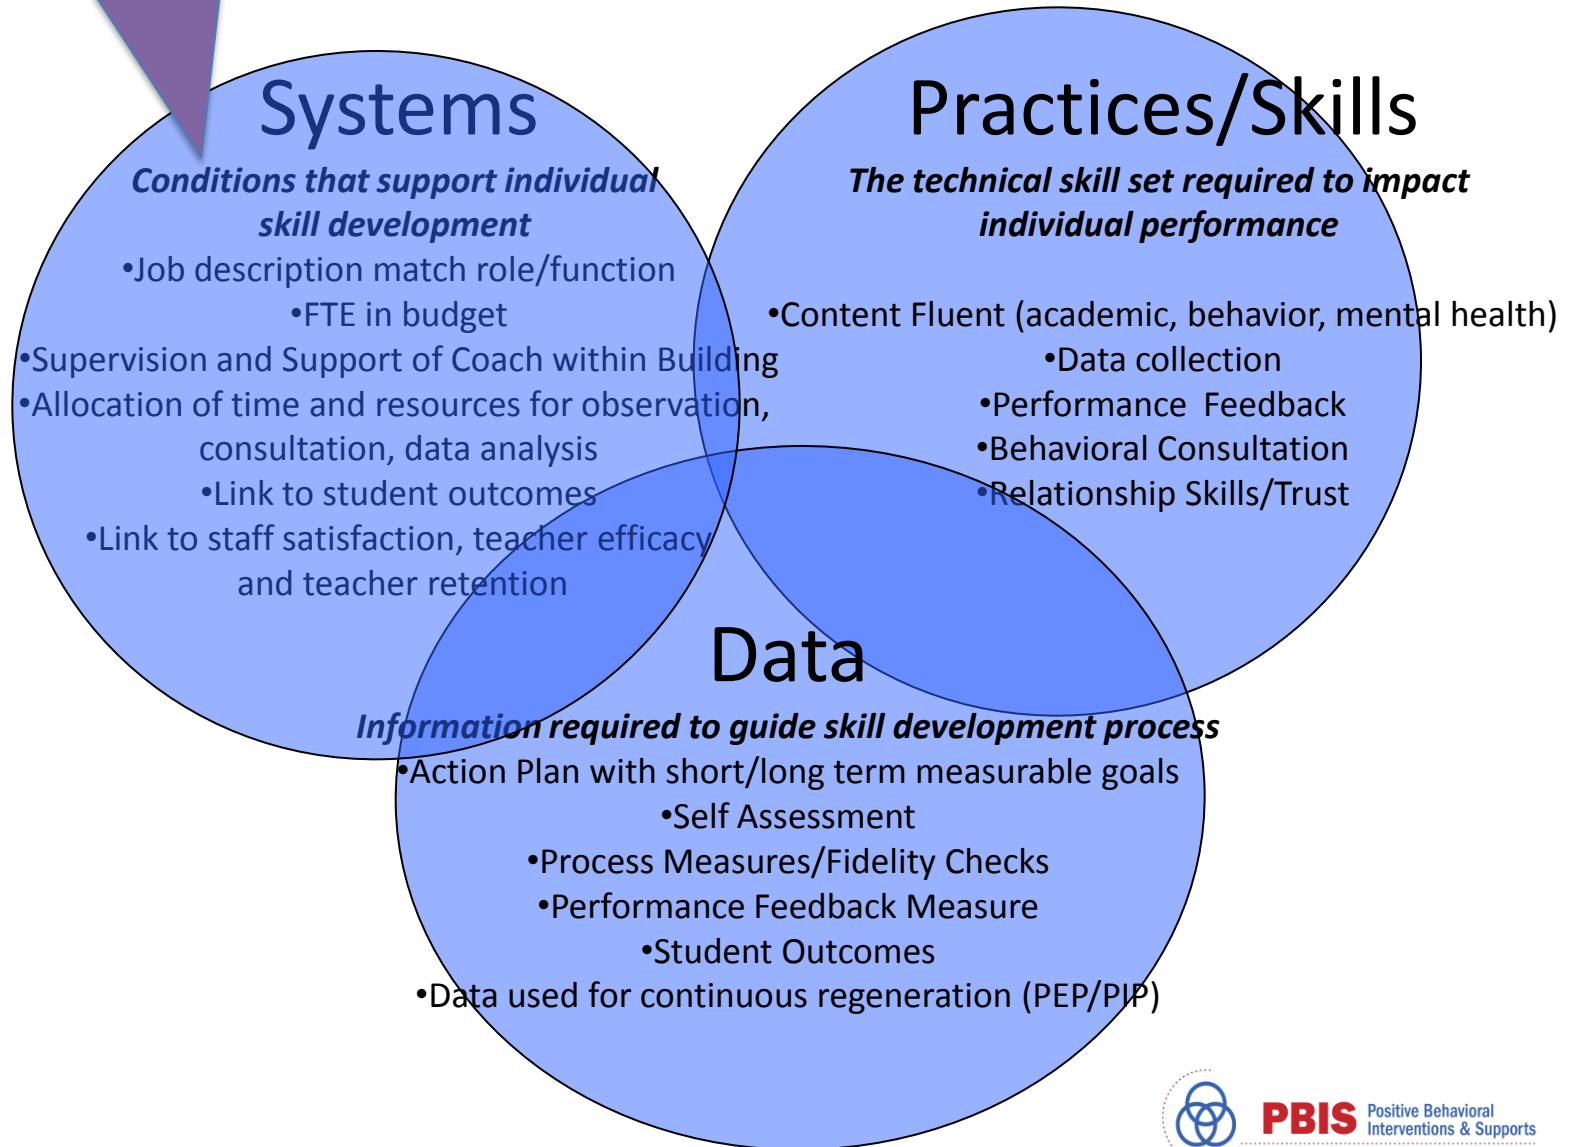 Systems
Conditions that support individual
skill development
•Job description match role/function
•FTE in budget
•Supervision and Support of Coach within Building
•Allocation of time and resources for observation,
consultation, data analysis
•Link to student outcomes
•Link to staff satisfaction, teacher efficacy
and teacher retention
Practices/Skills
The technical skill set required to impact
individual performance
•Content Fluent (academic, behavior, mental health)
•Data collection
•Performance Feedback
•Behavioral Consultation
•Relationship Skills/Trust
Data
Information required to guide skill development process
•Action Plan with short/long term measurable goals
•Self Assessment
•Process Measures/Fidelity Checks
•Performance Feedback Measure
•Student Outcomes
•Data used for continuous regeneration (PEP/PIP)
PBIS Positive Behavioral
Interventions & Supports